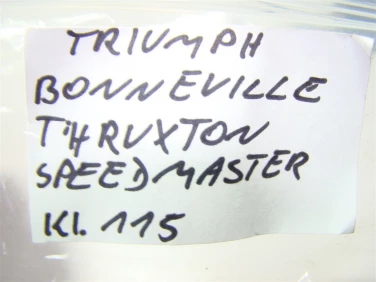 TRIUMPH
BONNEVILLE
THRUXTON
SPEEDMASTER
Kl. 115